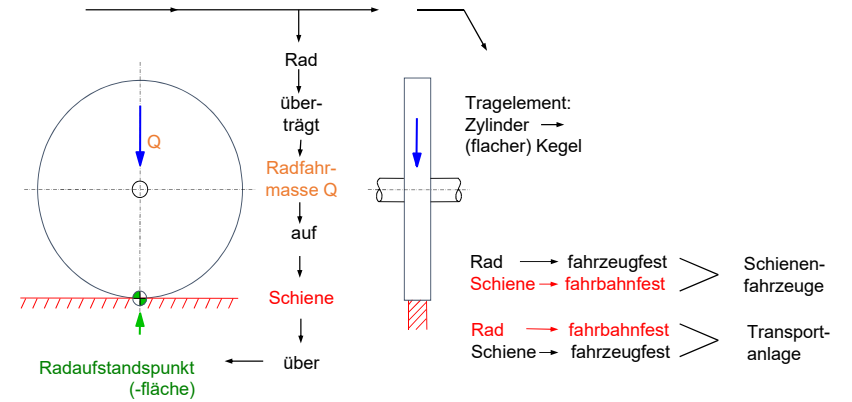 Rad
über-
trägt
Q
Radfahr-
masse Q
auf
Schiene
über
Radaufstandspunkt
(-fläche)
Tragelement:
Zylinder
(flacher) Kegel
Rad fahrzeugfest
Schiene fahrbahnfest
Schienen-
fahrzeuge
Rad fahrbahnfest
Schiene fahrzeugfest
Transport-
anlage